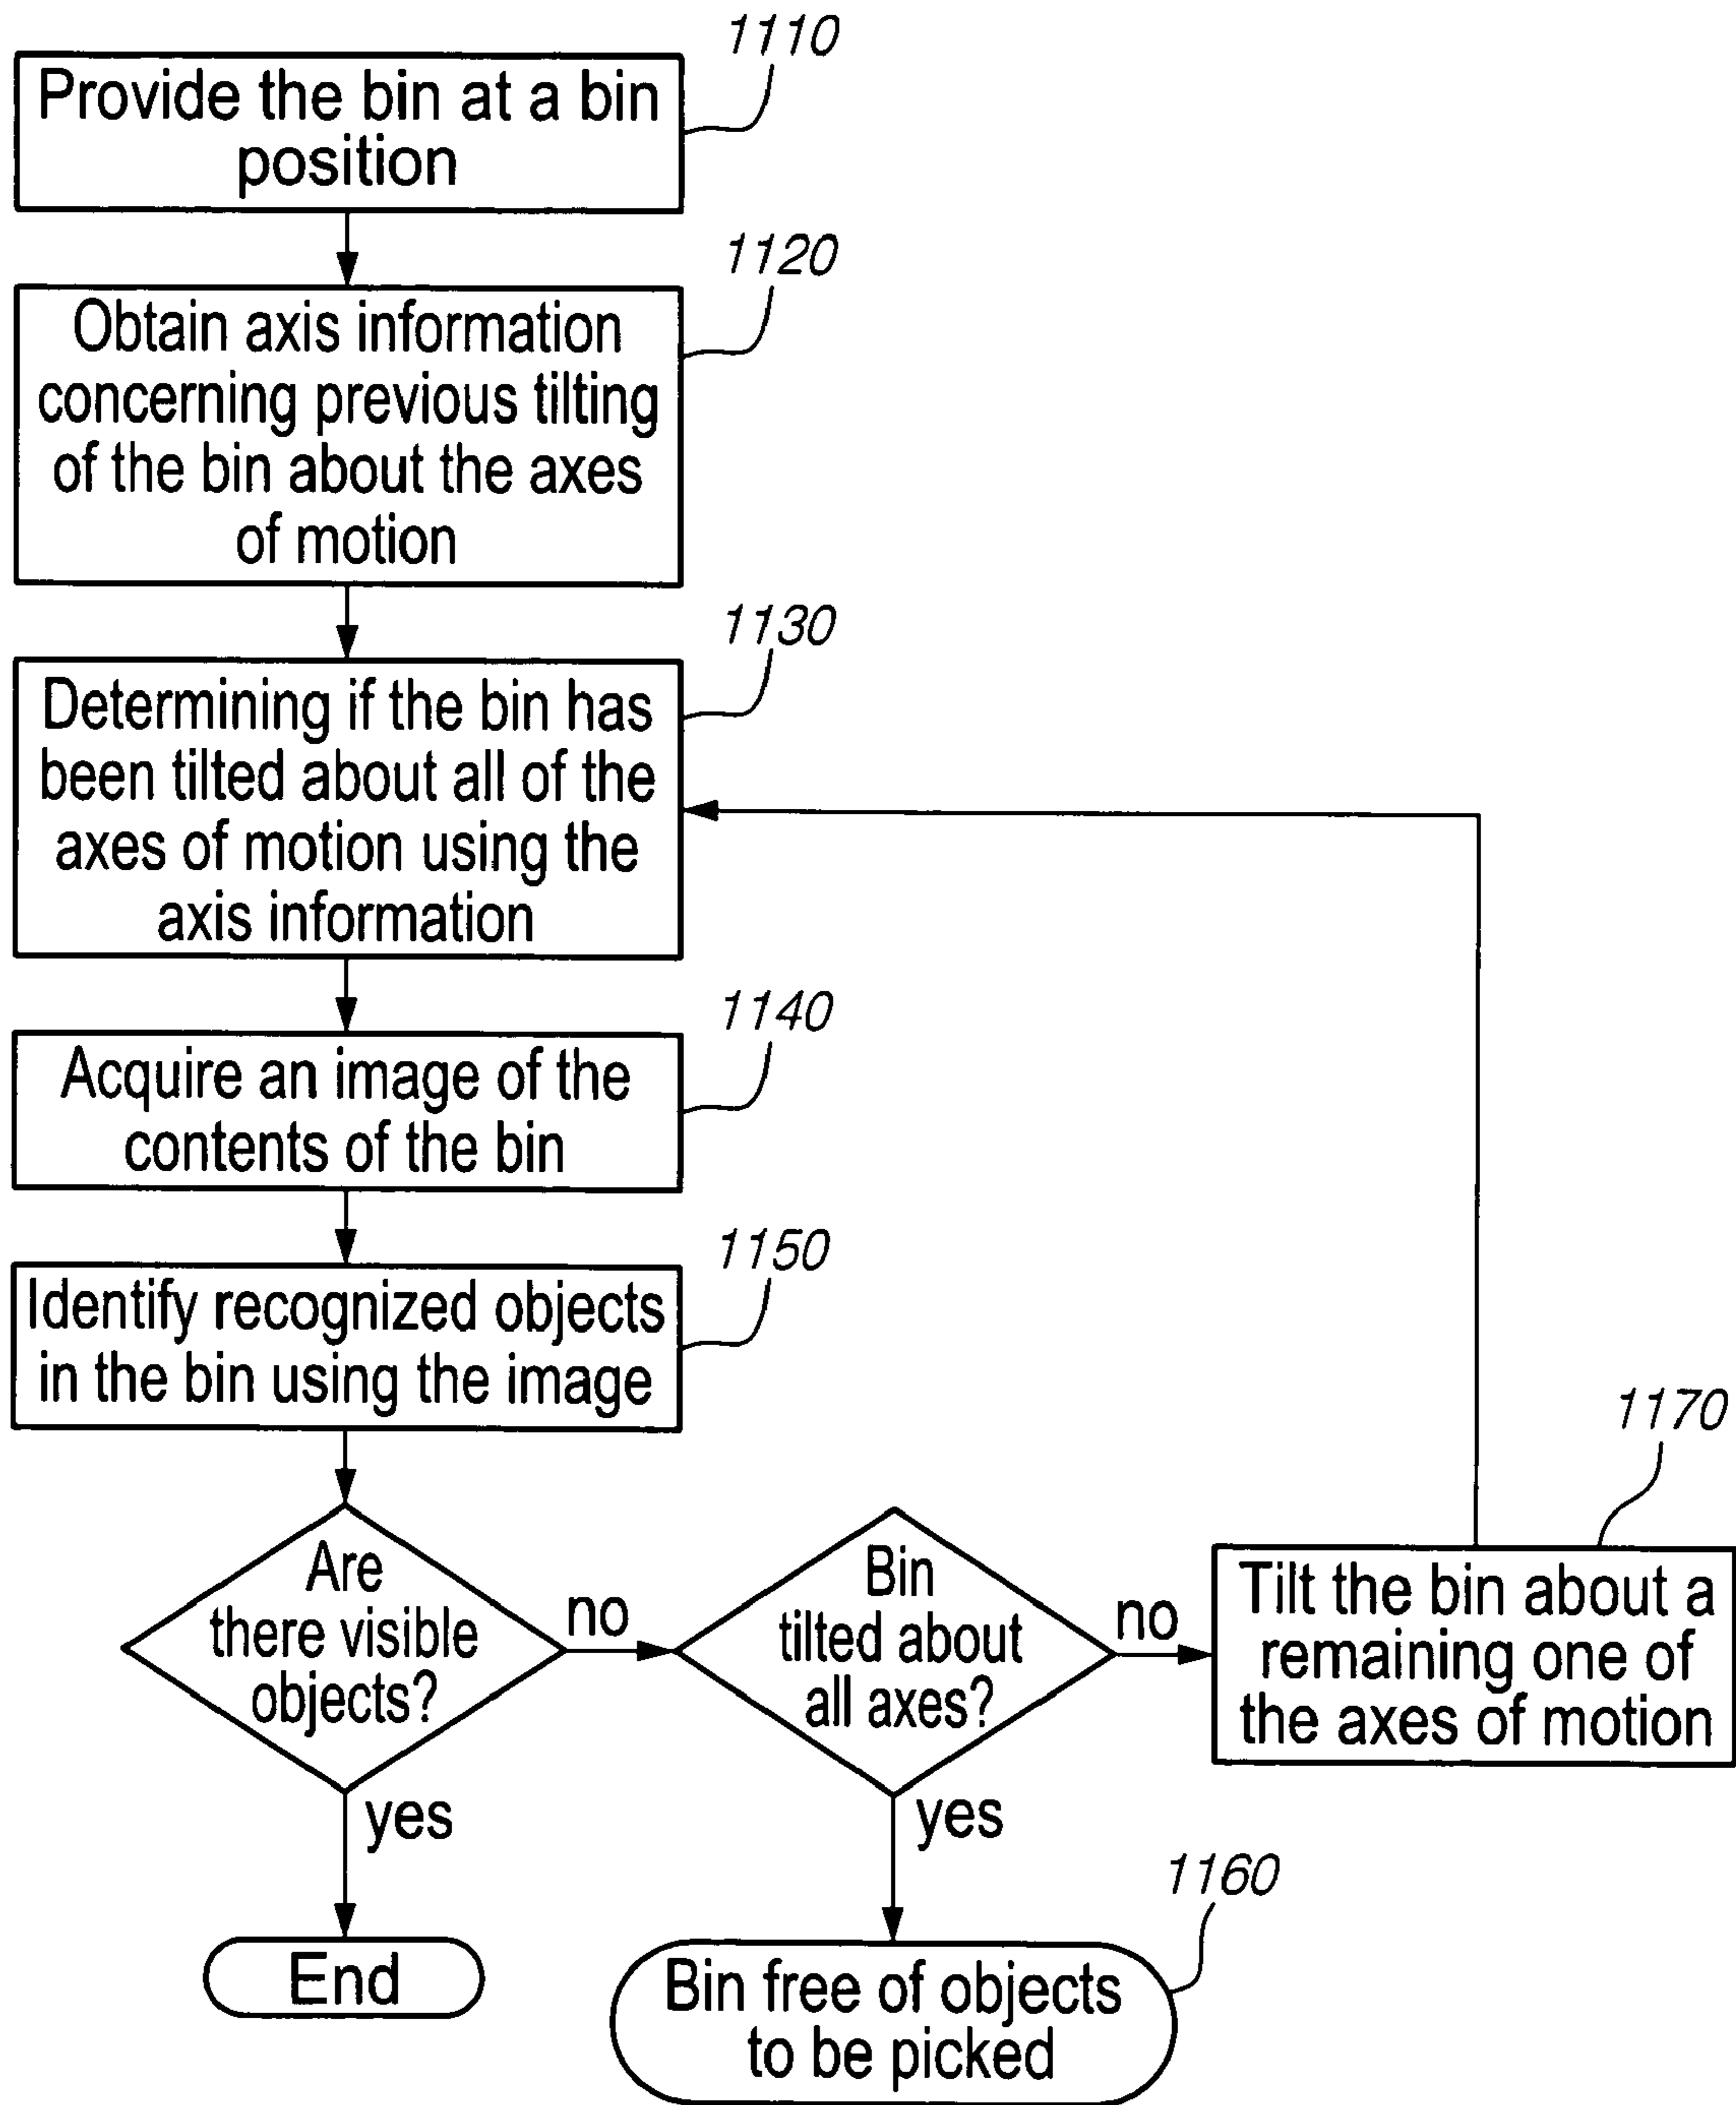 1110
Provide the bin at a bin
position
1120
Obtain axis information
concerning previous tilting
of the bin about the axes
of motion
1130
Determining if the bin has
been tilted about all of the
axes of motion using the
axis information
1140
Acquire an image of the
contents of the bin
1150
Identify recognized objects
in the bin using the image
Are
there visible
objects?
no
yes
End
Bin
tilted about
all axes?
no
yes
1160
Bin free of objects
to be picked
1170
Tilt the bin about a
remaining one of
the axes of motion